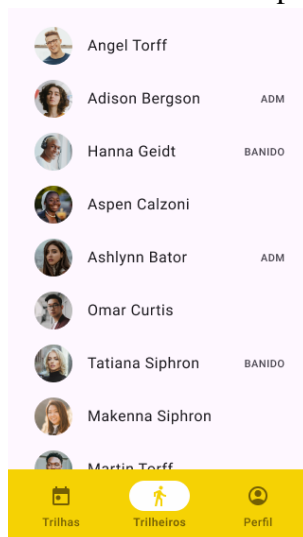 Angel Torff
Adison Bergson ADM
Hanna Geidt BANIDO
Aspen Calzoni
Ashlynn Bator ADM
Omar Curtis
Tatiana Siphron BANIDO
Makenna Siphron
Martin Torff
Trilhas Trilheiros Perfil